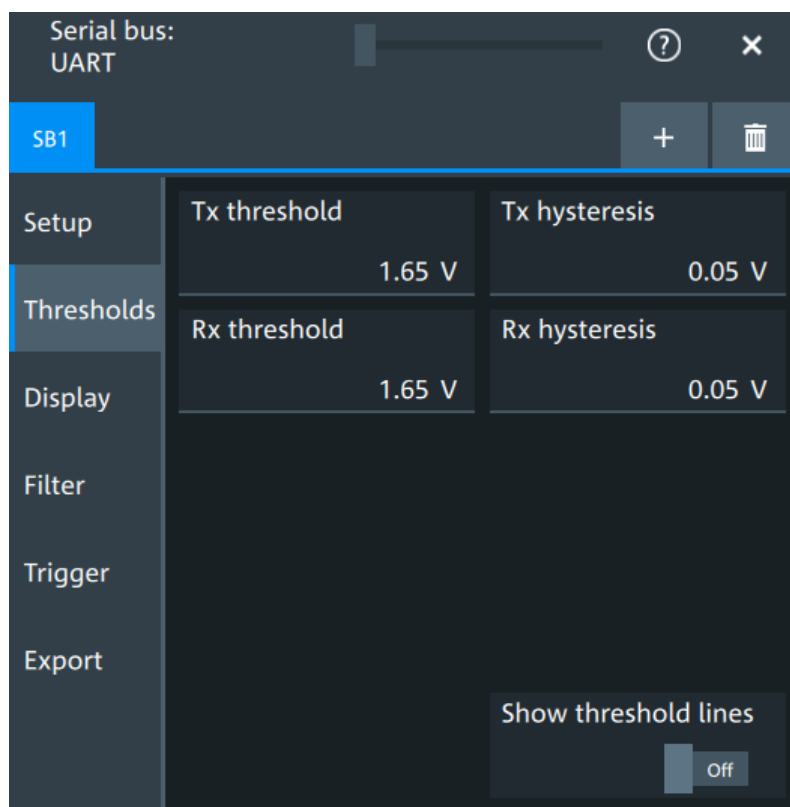 Serial bus:
UART
?
SB1
+
Setup
Tx threshold
1.65 V
Tx hysteresis
0.05 V
Thresholds
Rx threshold
1.65 V
Rx hysteresis
0.05 V
Display
Filter
Trigger
Export
Show threshold lines
Off